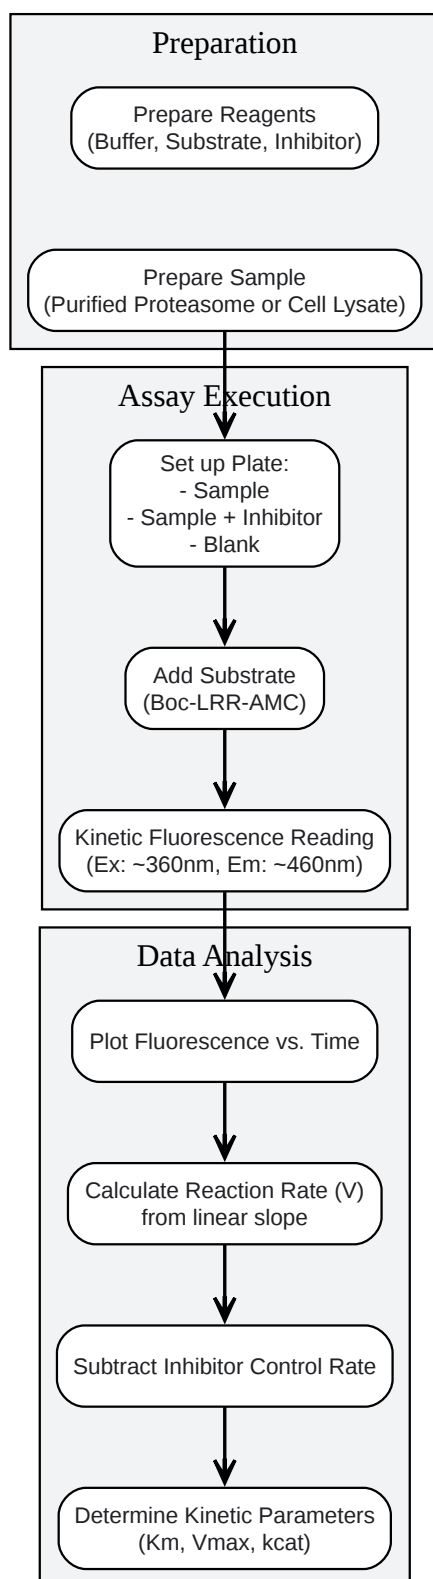 Preparation
Prepare Reagents
(Buffer, Substrate, Inhibitor)
Prepare Sample
(Purified Proteasome or Cell Lysate)
Assay Execution
Set up Plate:
- Sample
- Sample + Inhibitor
- Blank
Add Substrate
(Boc-LRR-AMC)
Kinetic Fluorescence Reading
(Ex: ~360nm, Em: ~460nm)
Data Analysis
Plot Fluorescence vs. Time
Calculate Reaction Rate (V)
from linear slope
Subtract Inhibitor Control Rate
Determine Kinetic Parameters
(Km, Vmax, kcat)